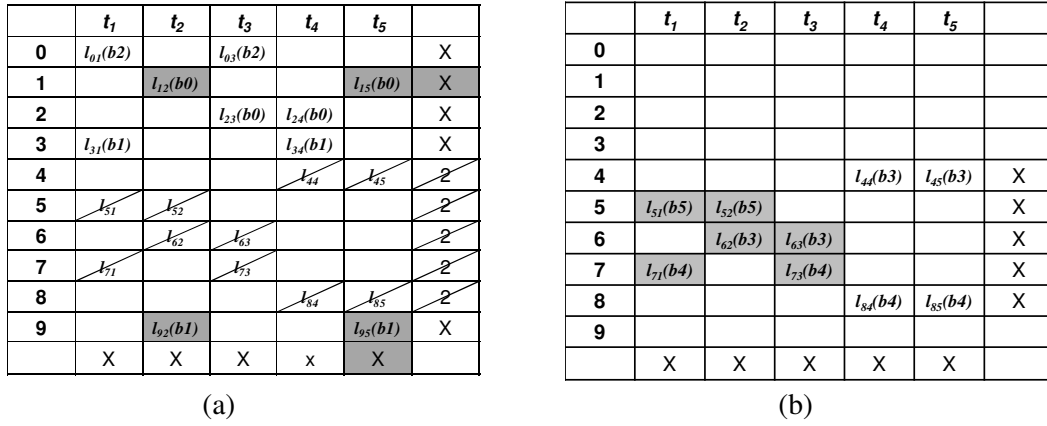 t1 t2 t3 t4 t5
0 l01(b2) l03(b2) X
1 l12(b0) l15(b0) X
2 l23(b0) l24(b0) X
3 l31(b1) l34(b1) X
4 l44 l45 2
5 l51 l52 2
6 l62 l63 2
7 l71 l73 2
8 l84 l85 2
9 l92(b1) l95(b1) X
X X X x X
(a)
t1 t2 t3 t4 t5
0
1
2
3
4 l44(b3) l45(b3) X
5 l51(b5) l52(b5) X
6 l62(b3) l63(b3) X
7 l71(b4) l73(b4) X
8 l84(b4) l85(b4) X
9
X X X X X
(b)